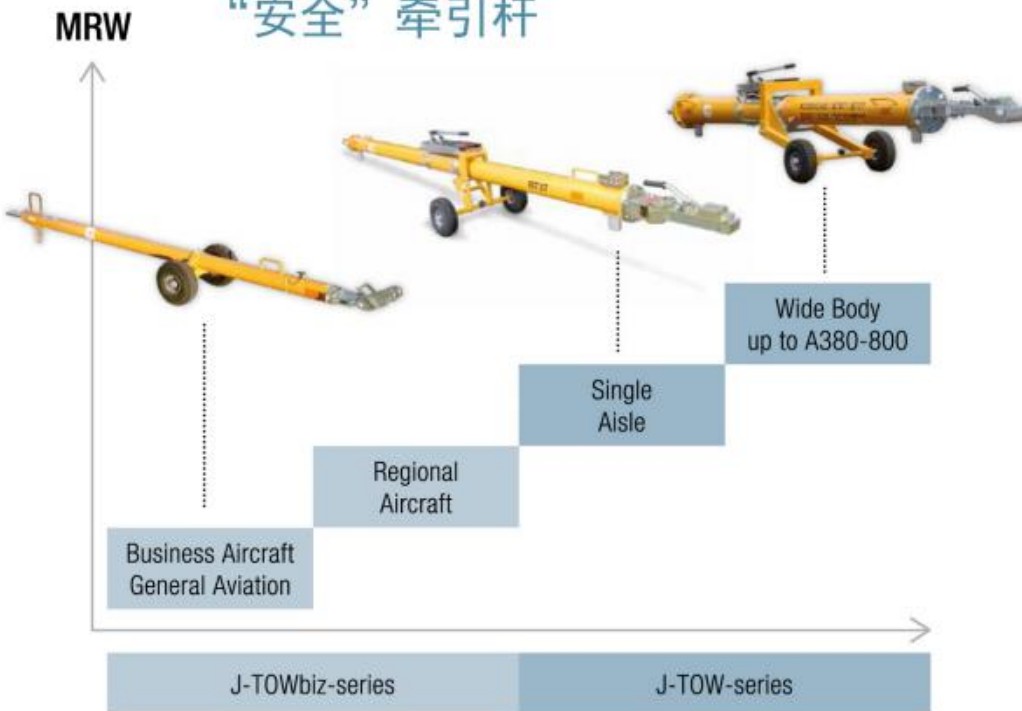 “安全”牵引杆
MRW
Wide Body
up to A380-800
Single
Aisle
Regional
Aircraft
Business Aircraft
General Aviation
J-TOWbiz-series
J-TOW-series